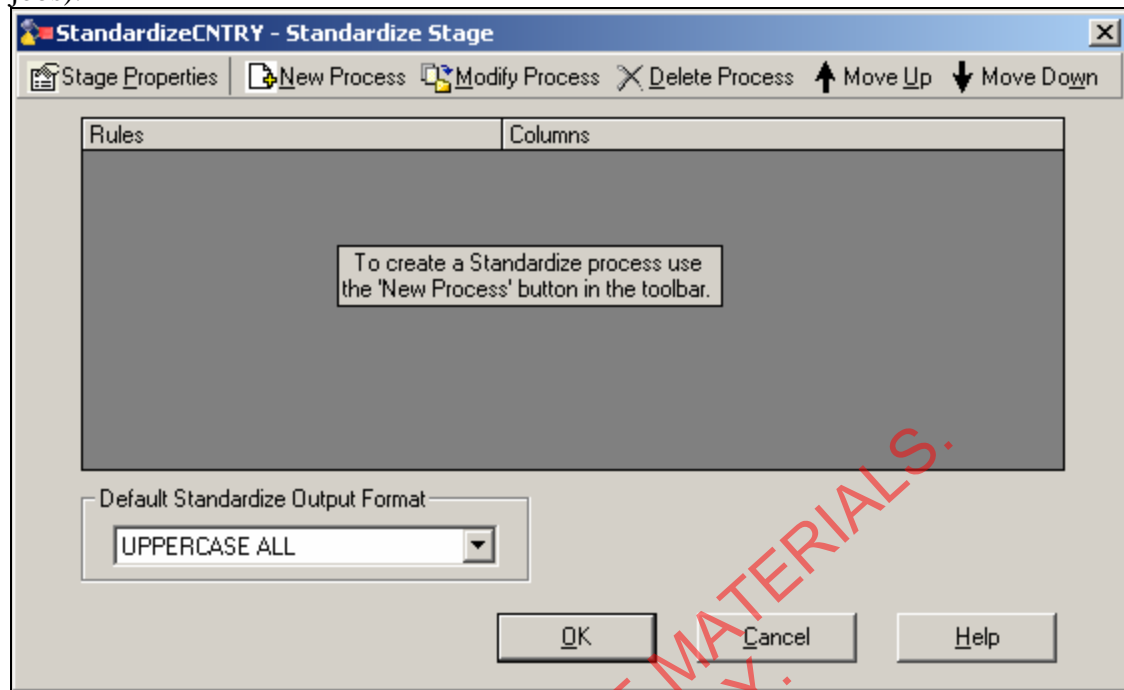 jobs).
StandardizeCNTRY - Standardize Stage
Stage Properties New Process Modify Process Delete Process Move Up Move Down
Rules Columns
To create a Standardize process use
the 'New Process' button in the toolbar.
Default Standardize Output Format
UPPERCASE ALL
OK Cancel Help
MATERIALS.